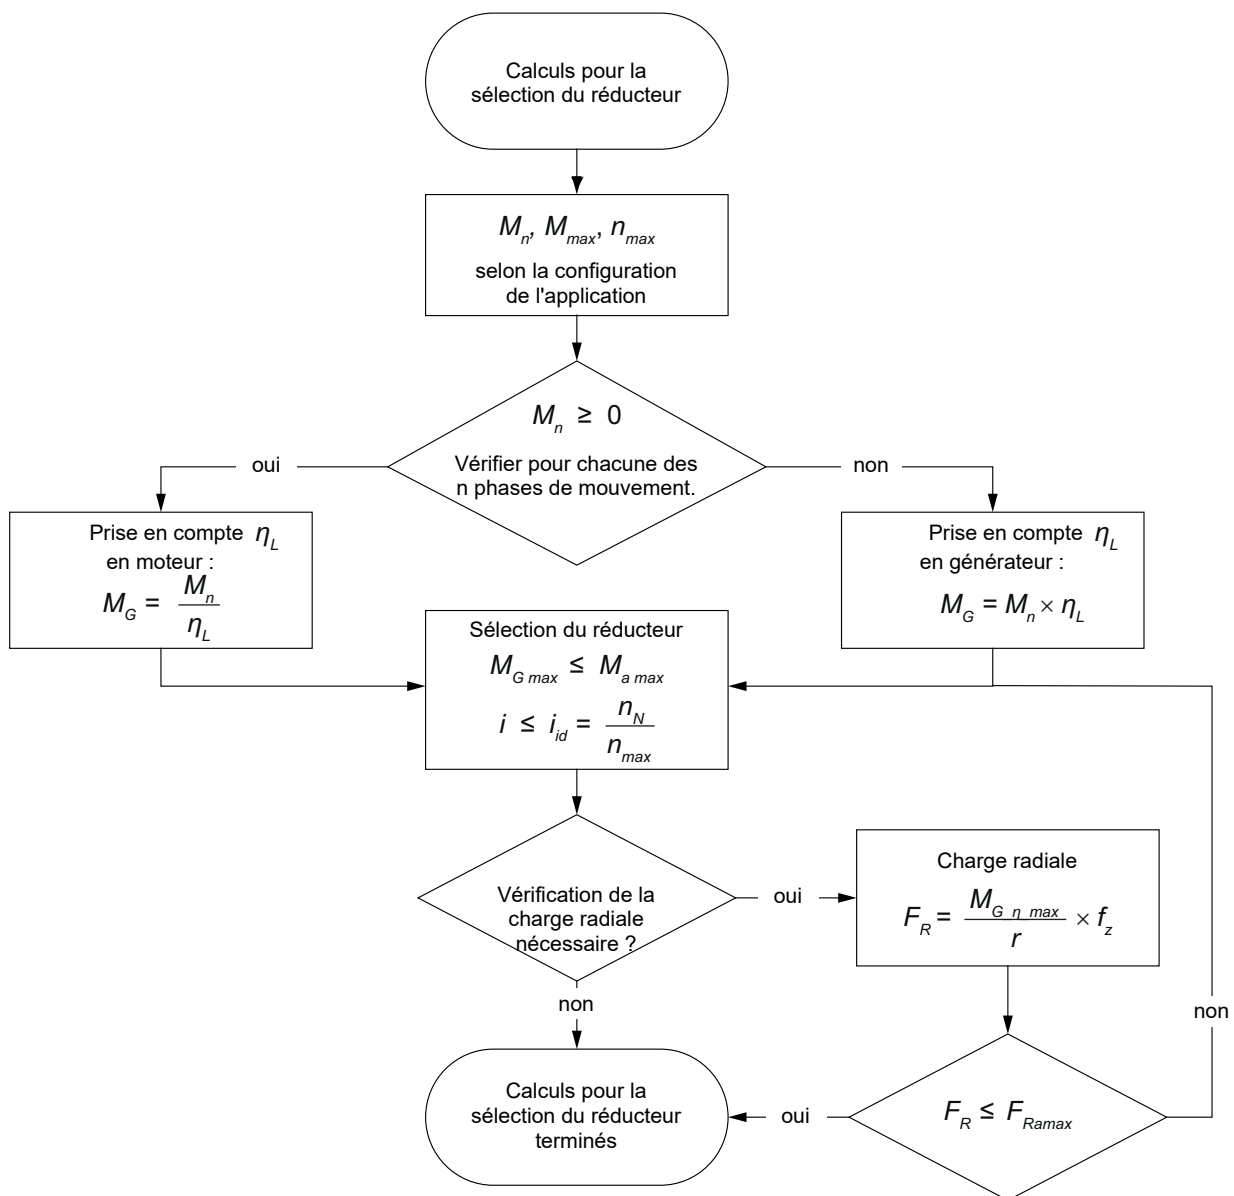 Calculs pour la
sélection du réducteur
M_n, M_max, n_max
selon la configuration
de l'application
M_n ≥ 0
Vérifier pour chacune des
n phases de mouvement.
oui
non
Prise en compte η_L
en moteur :
M_G = M_n / η_L
Prise en compte η_L
en générateur :
M_G = M_n × η_L
Sélection du réducteur
M_G max ≤ M_a max
i ≤ i_id = n_N / n_max
Vérification de la
charge radiale
nécessaire ?
oui
Charge radiale
F_R = M_G_η_max / r × f_z
non
non
Calculs pour la
sélection du réducteur
terminés
oui
F_R ≤ F_Ramax